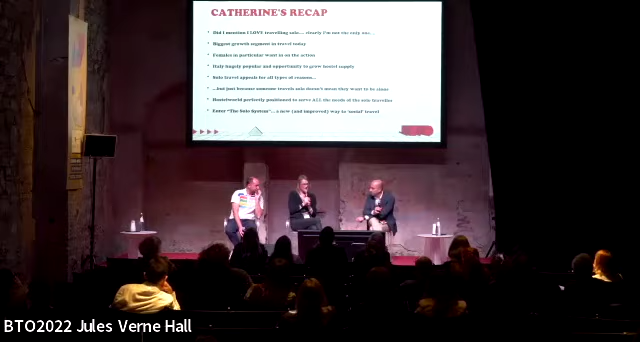 CATHERINE'S RECAP
• Did I mention I LOVE travelling solo.... clearly I'm not the only one...
• Biggest growth segment in travel today
• Females in particular want in on the action
• Italy hugely popular and opportunity to grow hostel supply
• Solo travel appeals for all types of reasons...
• ...but just because someone travels solo doesn't mean they want to be alone
• Hostelworld perfectly positioned to serve ALL the needs of the solo traveller
• Enter "The Solo System"... a new (and improved) way to 'social' travel
BTO2022 Jules Verne Hall